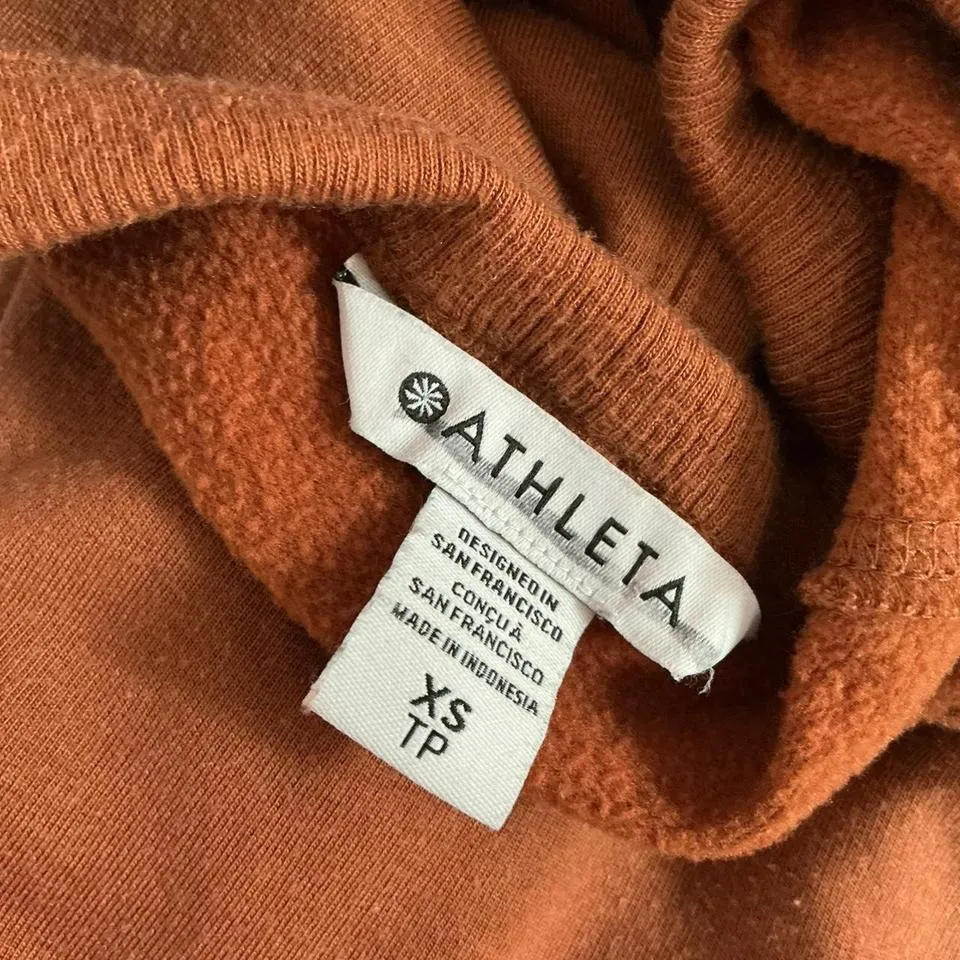 ATHLETA
DESIGNED IN
SAN FRANCISCO
CONÇU À
SAN FRANCISCO
MADE IN INDONESIA
XS
TP